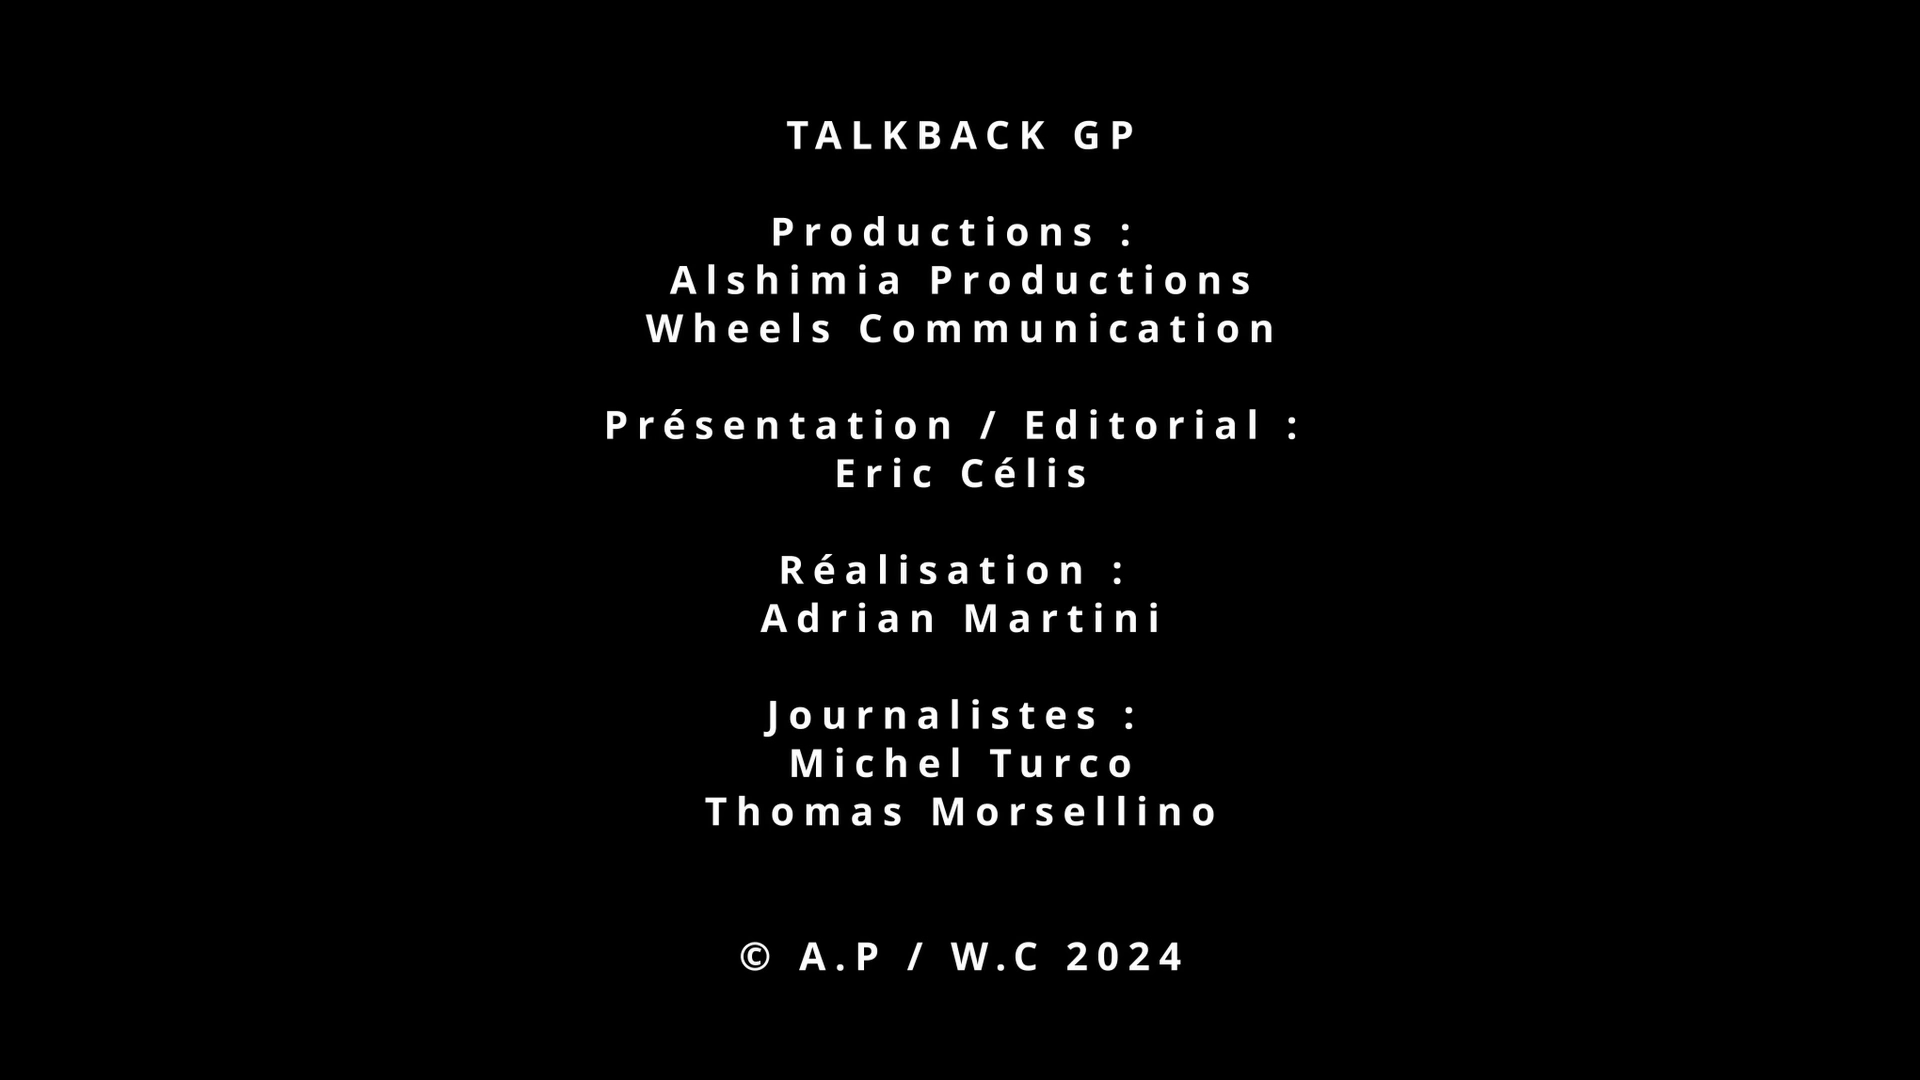 TALKBACK GP
Productions :
Alshimia Productions
Wheels Communication
Présentation / Editorial :
Eric Célis
Réalisation :
Adrian Martini
Journalistes :
Michel Turco
Thomas Morsellino
© A.P / W.C 2024